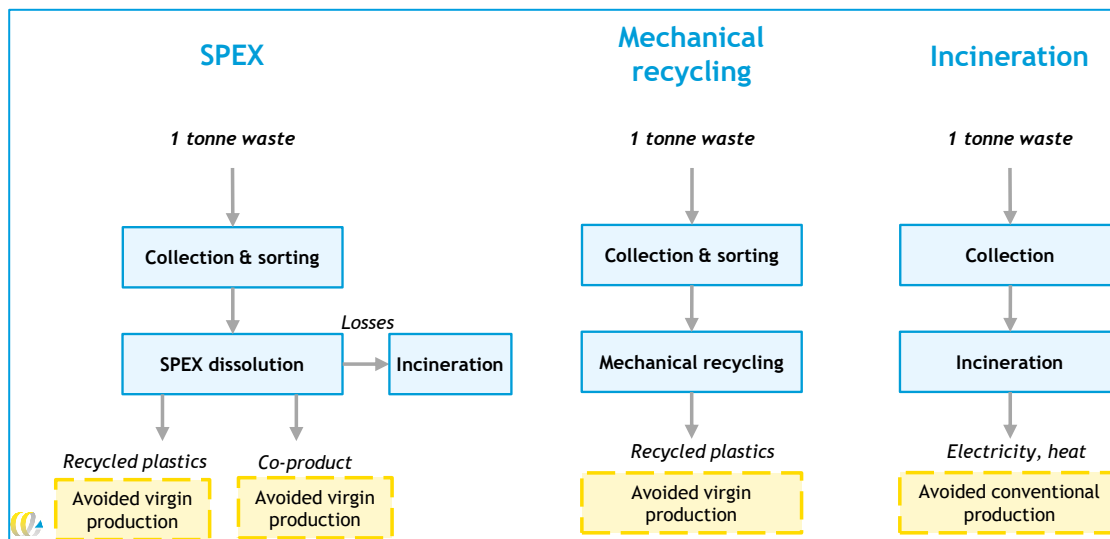 SPEX
1 tonne waste
Collection & sorting
Losses
SPEX dissolution
Incineration
Recycled plastics
Co-product
Avoided virgin
production
Avoided virgin
production
Mechanical
recycling
1 tonne waste
Collection & sorting
Mechanical recycling
Recycled plastics
Avoided virgin
production
Incineration
1 tonne waste
Collection
Incineration
Electricity, heat
Avoided conventional
production